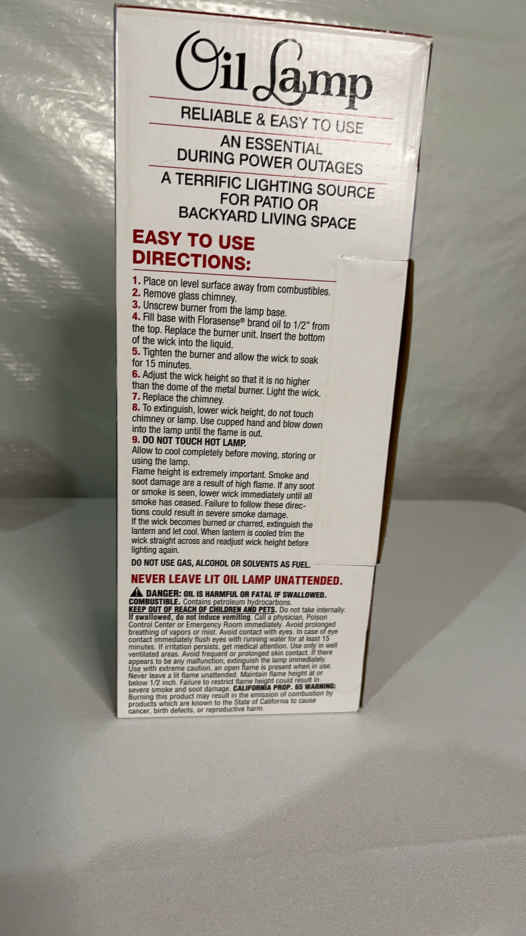 Oil Lamp
RELIABLE & EASY TO USE
AN ESSENTIAL
DURING POWER OUTAGES
A TERRIFIC LIGHTING SOURCE
FOR PATIO OR
BACKYARD LIVING SPACE
EASY TO USE
DIRECTIONS:
1. Place on level surface away from combustibles.
2. Remove glass chimney.
3. Unscrew burner from the lamp base.
4. Fill base with Florasense® brand oil to 1/2" from
the top. Replace the burner unit. Insert the bottom
of the wick into the liquid.
5. Tighten the burner and allow the wick to soak
for 15 minutes.
6. Adjust the wick height so that it is no higher
than the dome of the metal burner. Light the wick.
7. Replace the chimney.
8. To extinguish, lower wick height, do not touch
chimney or lamp. Use cupped hand and blow down
into the lamp until the flame is out.
9. DO NOT TOUCH HOT LAMP.
Allow to cool completely before moving, storing or
using the lamp.
Flame height is extremely important. Smoke and
soot damage are a result of high flame. If any soot
or smoke is seen, lower wick immediately until all
smoke has ceased. Failure to follow these direc-
tions could result in severe smoke damage.
If the wick becomes burned or charred, extinguish the
lantern and let cool. When lantern is cooled trim the
wick straight across and readjust wick height before
lighting again.
DO NOT USE GAS, ALCOHOL OR SOLVENTS AS FUEL.
NEVER LEAVE LIT OIL LAMP UNATTENDED.
DANGER: OIL IS HARMFUL OR FATAL IF SWALLOWED.
COMBUSTIBLE. Contains petroleum hydrocarbons.
KEEP OUT OF REACH OF CHILDREN AND PETS. Do not take internally.
If swallowed, do not induce vomiting. Call a physician, Poison
Control Center or Emergency Room immediately. Avoid prolonged
breathing of vapors or mist. Avoid contact with eyes. In case of eye
contact immediately flush eyes with running water for at least 15
minutes. If irritation persists, get medical attention. Use only in well
ventilated areas. Avoid frequent or prolonged skin contact. If there
appears to be any malfunction, extinguish the lamp immediately.
Use with extreme caution, an open flame is present when in use.
Never leave a lit flame unattended. Maintain flame height at or
below 1/2 inch. Failure to restrict flame height could result in
severe smoke and soot damage. CALIFORNIA PROP. 65 WARNING:
Burning this product may result in the emission of combustion by
products which are known to the State of California to cause
cancer, birth defects, or reproductive harm.